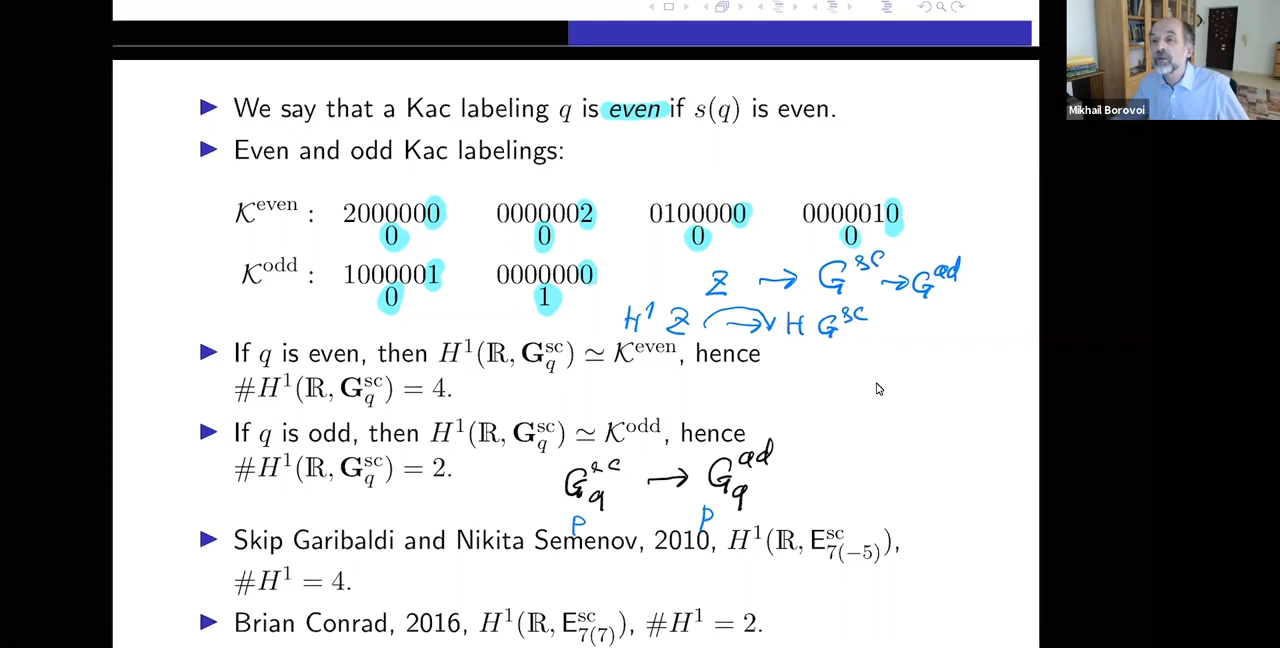 Mikhail Borovoi
▶ We say that a Kac labeling q is even if s(q) is even.
▶ Even and odd Kac labelings:
𝒦^even : 2000000 0000002 0100000 0000010
0 0 0 0
𝒦^odd : 1000001 0000000
0 1
Z → G^sc → G^ad
H^1 Z → H G^sc
▶ If q is even, then H^1(ℝ, G_q^sc) ≃ 𝒦^even, hence
#H^1(ℝ, G_q^sc) = 4.
▶ If q is odd, then H^1(ℝ, G_q^sc) ≃ 𝒦^odd, hence
#H^1(ℝ, G_q^sc) = 2.
G_q^sc → G_q^ad
P P
▶ Skip Garibaldi and Nikita Semenov, 2010, H^1(ℝ, E_7(−5)^sc),
#H^1 = 4.
▶ Brian Conrad, 2016, H^1(ℝ, E_7(7)^sc), #H^1 = 2.